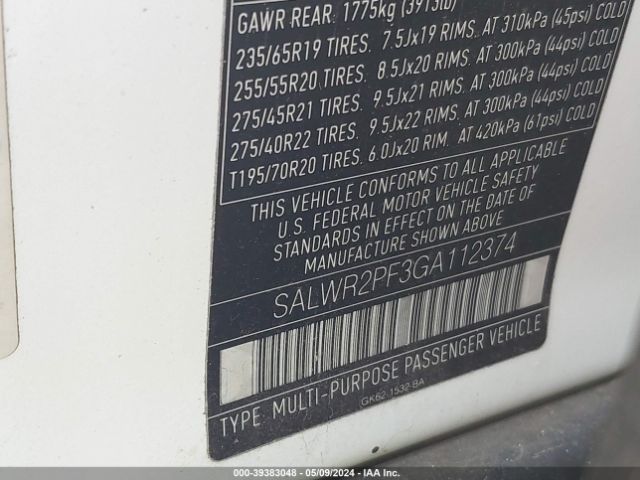 GAWR REAR: 1775kg (3913lb)
235/65R19 TIRES. 7.5Jx19 RIMS. AT 310kPa (45psi) COLD
255/55R20 TIRES. 8.5Jx20 RIMS. AT 300kPa (44psi) COLD
275/45R21 TIRES. 9.5Jx21 RIMS. AT 300kPa (44psi) COLD
275/40R22 TIRES. 9.5Jx22 RIMS. AT 300kPa (44psi) COLD
T195/70R20 TIRES. 6.0Jx20 RIM. AT 420kPa (61psi) COLD
THIS VEHICLE CONFORMS TO ALL APPLICABLE
U.S. FEDERAL MOTOR VEHICLE SAFETY
STANDARDS IN EFFECT ON THE DATE OF
MANUFACTURE SHOWN ABOVE
SALWR2PF3GA112374
TYPE: MULTI-PURPOSE PASSENGER VEHICLE
GK62-1532-BA
000-39383048 - 05/09/2024 - IAA Inc.